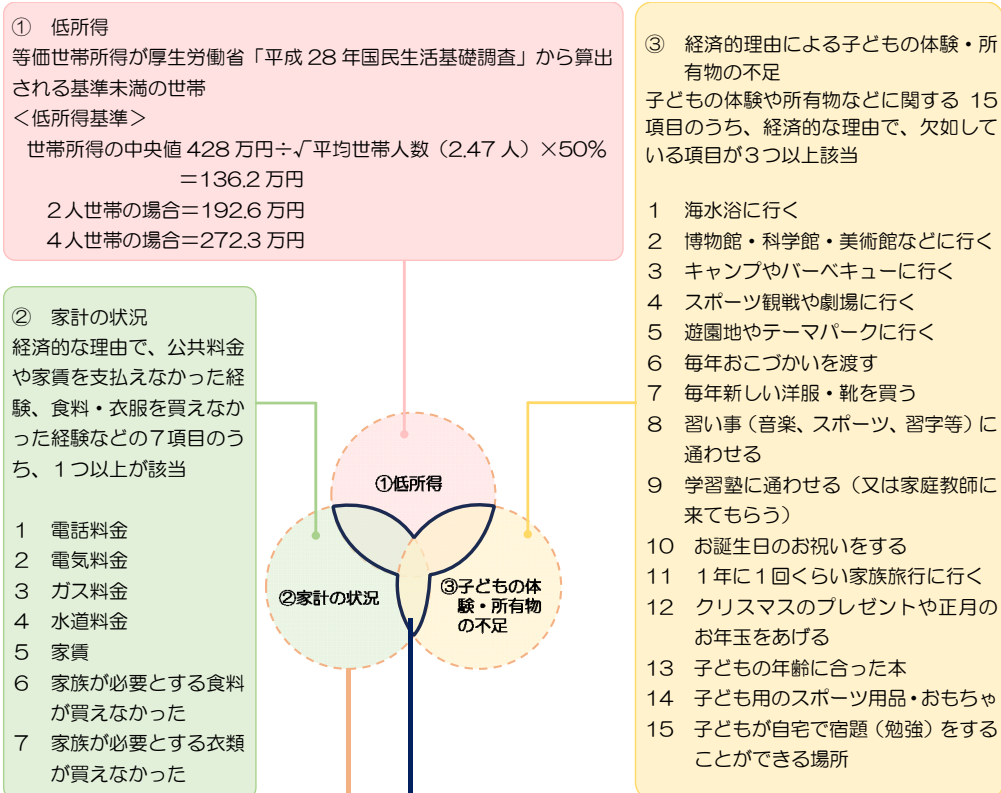 ① 低所得
等価世帯所得が厚生労働省「平成 28 年国民生活基礎調査」から算出
される基準未満の世帯
<低所得基準>
世帯所得の中央値 428 万円÷√平均世帯人数（2.47 人）×50％
＝136.2 万円
２人世帯の場合＝192.6 万円
４人世帯の場合＝272.3 万円
② 家計の状況
経済的な理由で、公共料金
や家賃を支払えなかった経
験、食料・衣服を買えなか
った経験などの７項目のう
ち、１つ以上が該当
１ 電話料金
２ 電気料金
３ ガス料金
４ 水道料金
５ 家賃
６ 家族が必要とする食料
が買えなかった
７ 家族が必要とする衣類
が買えなかった
①低所得
②家計の状況
③子どもの体
験・所有物
の不足
③ 経済的理由による子どもの体験・所
有物の不足
子どもの体験や所有物などに関する 15
項目のうち、経済的な理由で、欠如して
いる項目が３つ以上該当
１ 海水浴に行く
２ 博物館・科学館・美術館などに行く
３ キャンプやバーベキューに行く
４ スポーツ観戦や劇場に行く
５ 遊園地やテーマパークに行く
６ 毎年おこづかいを渡す
７ 毎年新しい洋服・靴を買う
８ 習い事（音楽、スポーツ、習字等）に
通わせる
９ 学習塾に通わせる（又は家庭教師に
来てもらう）
10 お誕生日のお祝いをする
11 １年に１回くらい家族旅行に行く
12 クリスマスのプレゼントや正月の
お年玉をあげる
13 子どもの年齢に合った本
14 子ども用のスポーツ用品・おもちゃ
15 子どもが自宅で宿題（勉強）をする
ことができる場所